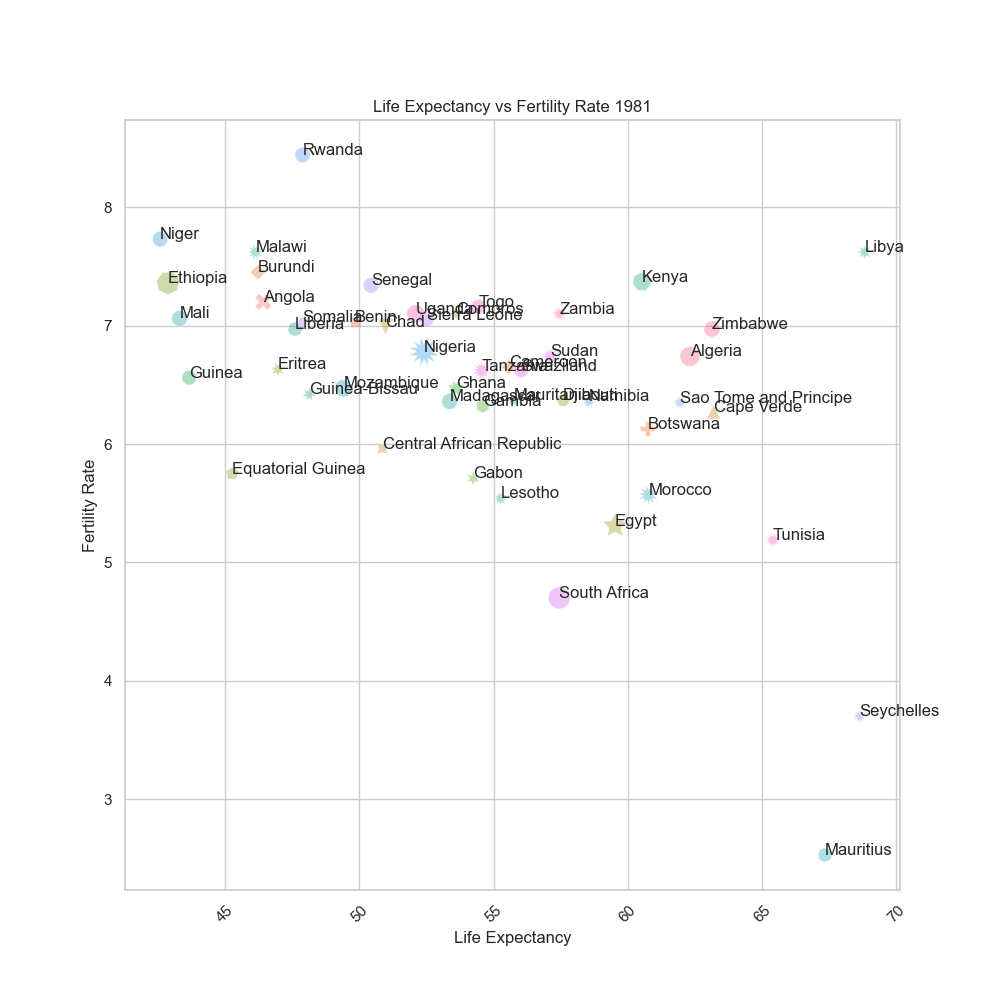 Life Expectancy vs Fertility Rate 1981
Rwanda
8
Niger
Malawi
Libya
Burundi
Ethiopia
Kenya
Senegal
Angola
Togo
Uganda
Comoros
Zambia
Mali
Sierra Leone
Somalia
Benin
Chad
Liberia
Zimbabwe
7
Nigeria
Sudan
Algeria
Cameroon
Tanzania
Swaziland
Eritrea
Guinea
Mozambique
Ghana
Guinea-Bissau
Madagascar
Gambia
Mauritania
Djibouti
Namibia
Sao Tome and Principe
Cape Verde
Botswana
6
Central African Republic
Equatorial Guinea
Gabon
Lesotho
Morocco
Egypt
Tunisia
5
South Africa
4
Seychelles
3
Mauritius
Fertility Rate
45
50
55
60
65
70
Life Expectancy